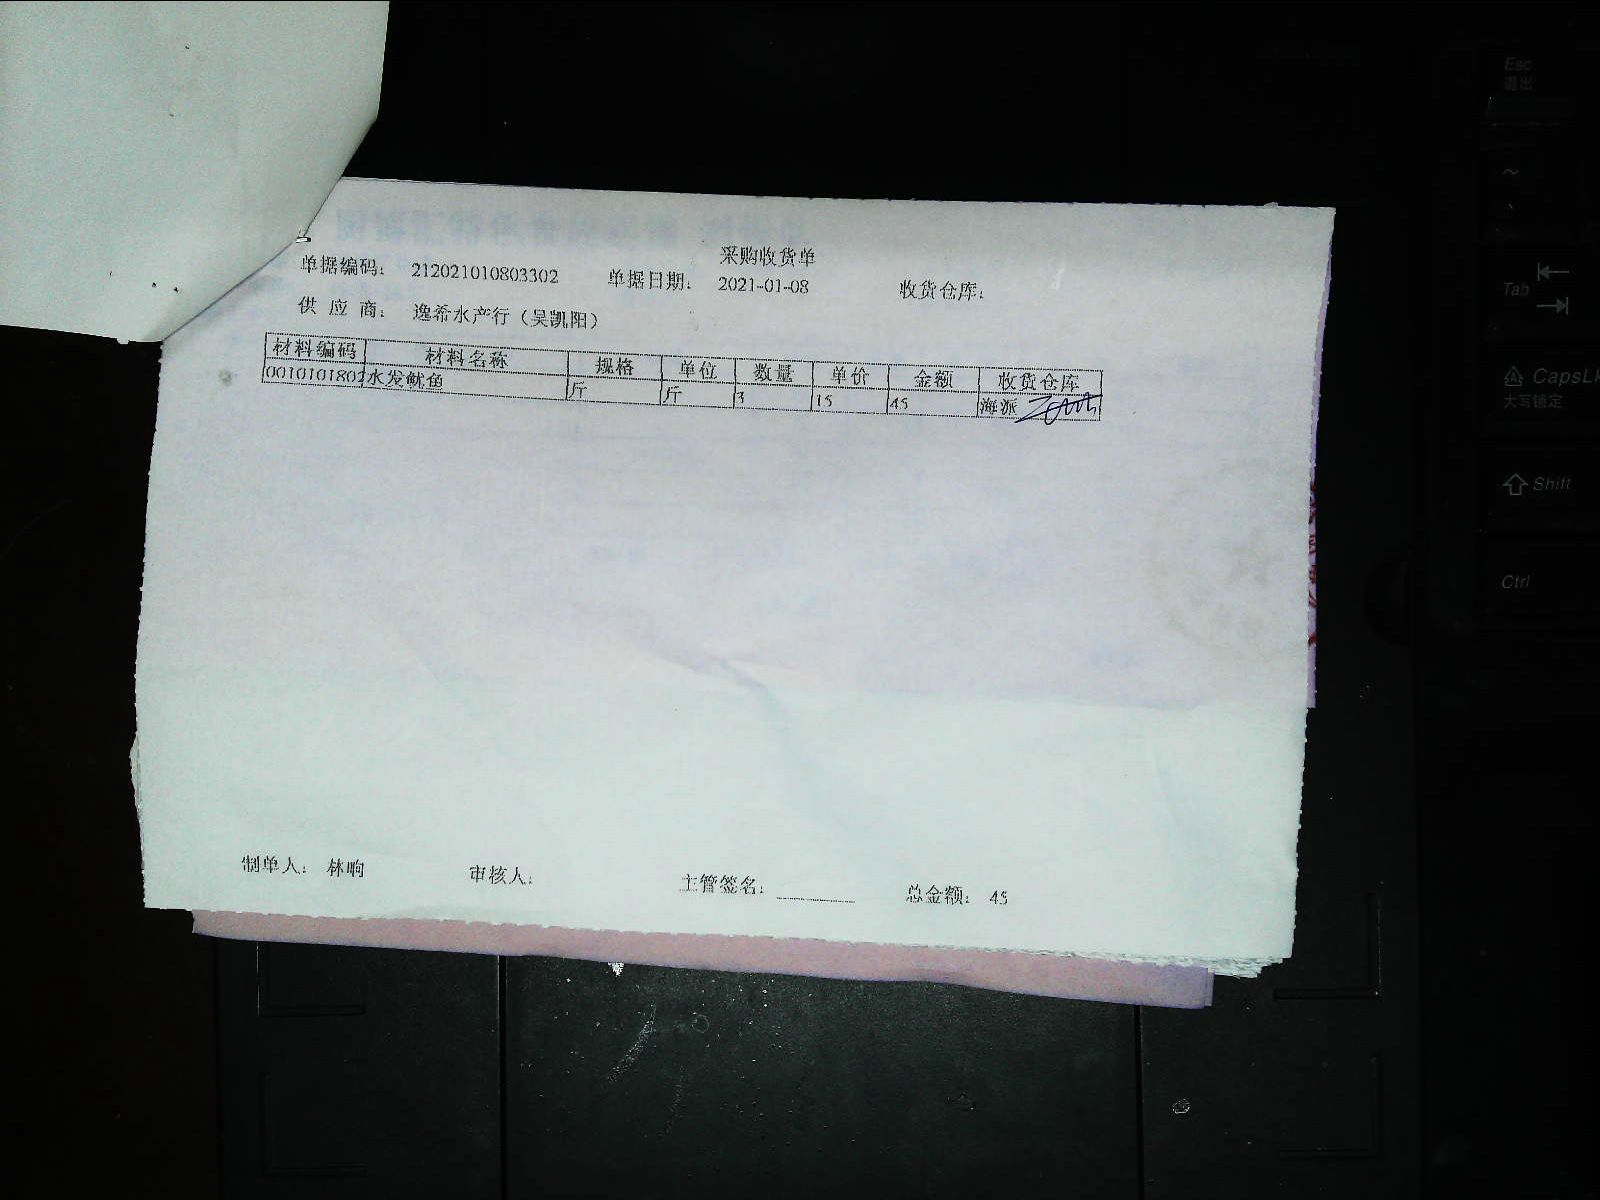 采购收货单
单据编码： 212021010803302 单据日期： 2021-01-08 收货仓库：
供 应 商： 逸希水产行（吴凯阳）
材料编码 材料名称 规格 单位 数量 单价 金额 收货仓库
0010101802 水发鱿鱼 斤 斤 3 15 45 海派
制单人： 林昫 审核人： 主管签名： 总金额： 45
Esc
退出
~
Tab
CapsLk
大写锁定
Shift
Ctrl